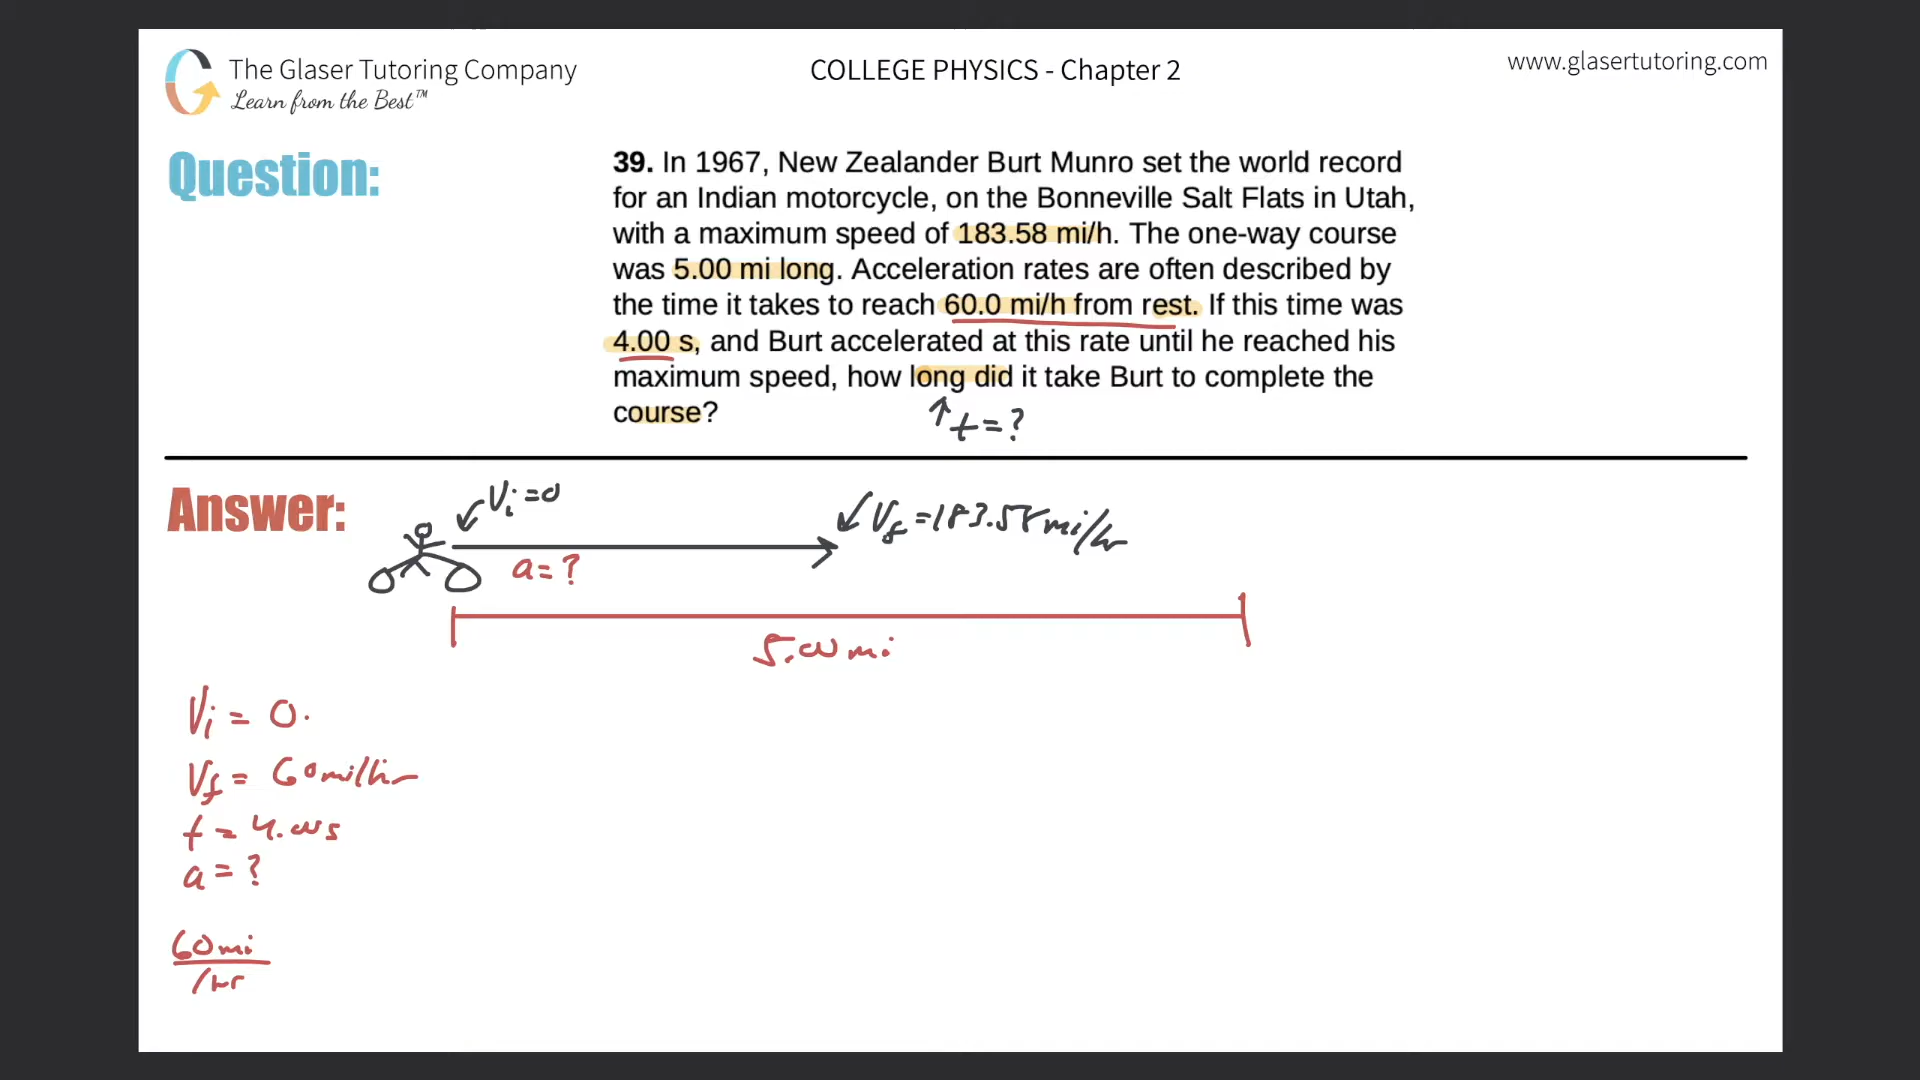 The Glaser Tutoring Company
Learn from the Best™
COLLEGE PHYSICS - Chapter 2
www.glasertutoring.com
Question:
39. In 1967, New Zealander Burt Munro set the world record
for an Indian motorcycle, on the Bonneville Salt Flats in Utah,
with a maximum speed of 183.58 mi/h. The one-way course
was 5.00 mi long. Acceleration rates are often described by
the time it takes to reach 60.0 mi/h from rest. If this time was
4.00 s, and Burt accelerated at this rate until he reached his
maximum speed, how long did it take Burt to complete the
course?
↑ t = ?
Answer:
Vi = 0
Vf = 183.58 mi/hr
a = ?
5.00 mi
Vi = 0.
Vf = 60 mi/hr
t = 4.00 s
a = ?
60 mi
1hr